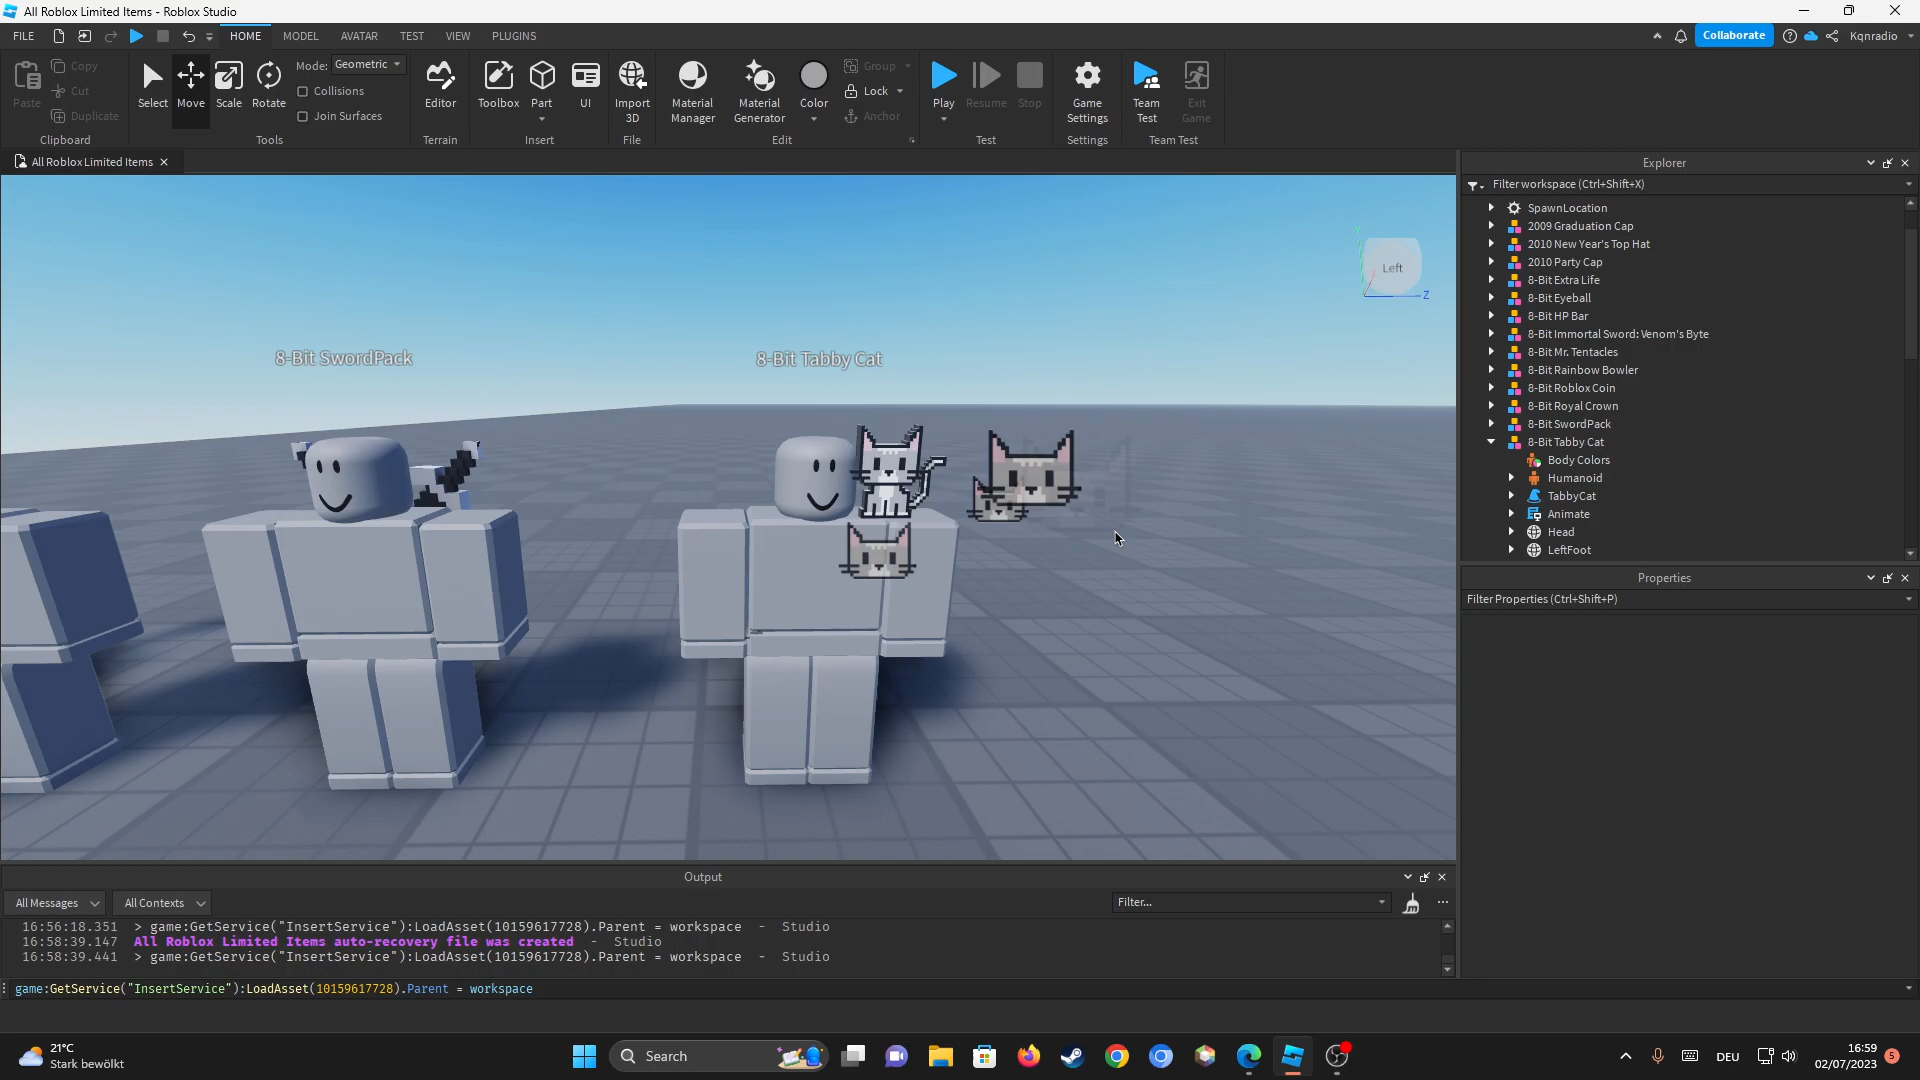 All Roblox Limited Items - Roblox Studio
FILE
HOME
MODEL
AVATAR
TEST
VIEW
PLUGINS
Collaborate
Kqnradio
Paste
Copy
Cut
Duplicate
Clipboard
Select
Move
Scale
Rotate
Mode: Geometric
Collisions
Join Surfaces
Tools
Editor
Terrain
Toolbox
Part
UI
Insert
Import
3D
File
Material
Manager
Material
Generator
Color
Group
Lock
Anchor
Edit
Play
Resume
Stop
Test
Game
Settings
Settings
Team
Test
Exit
Game
Team Test
All Roblox Limited Items
8-Bit SwordPack
8-Bit Tabby Cat
Y
Left
Z
Explorer
Filter workspace (Ctrl+Shift+X)
SpawnLocation
2009 Graduation Cap
2010 New Year's Top Hat
2010 Party Cap
8-Bit Extra Life
8-Bit Eyeball
8-Bit HP Bar
8-Bit Immortal Sword: Venom's Byte
8-Bit Mr. Tentacles
8-Bit Rainbow Bowler
8-Bit Roblox Coin
8-Bit Royal Crown
8-Bit SwordPack
8-Bit Tabby Cat
Body Colors
Humanoid
TabbyCat
Animate
Head
LeftFoot
Properties
Filter Properties (Ctrl+Shift+P)
Output
All Messages
All Contexts
Filter...
16:56:18.351 > game:GetService("InsertService"):LoadAsset(10159617728).Parent = workspace - Studio
16:58:39.147 All Roblox Limited Items auto-recovery file was created - Studio
16:58:39.441 > game:GetService("InsertService"):LoadAsset(10159617728).Parent = workspace - Studio
game:GetService("InsertService"):LoadAsset(10159617728).Parent = workspace
21°C
Stark bewölkt
Search
DEU
16:59
02/07/2023
5